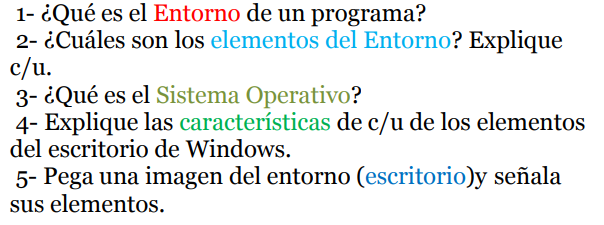 1- ¿Qué es el Entorno de un programa?
2- ¿Cuáles son los elementos del Entorno? Explique
c/u.
3- ¿Qué es el Sistema Operativo?
4- Explique las características de c/u de los elementos
del escritorio de Windows.
5- Pega una imagen del entorno (escritorio)y señala
sus elementos.